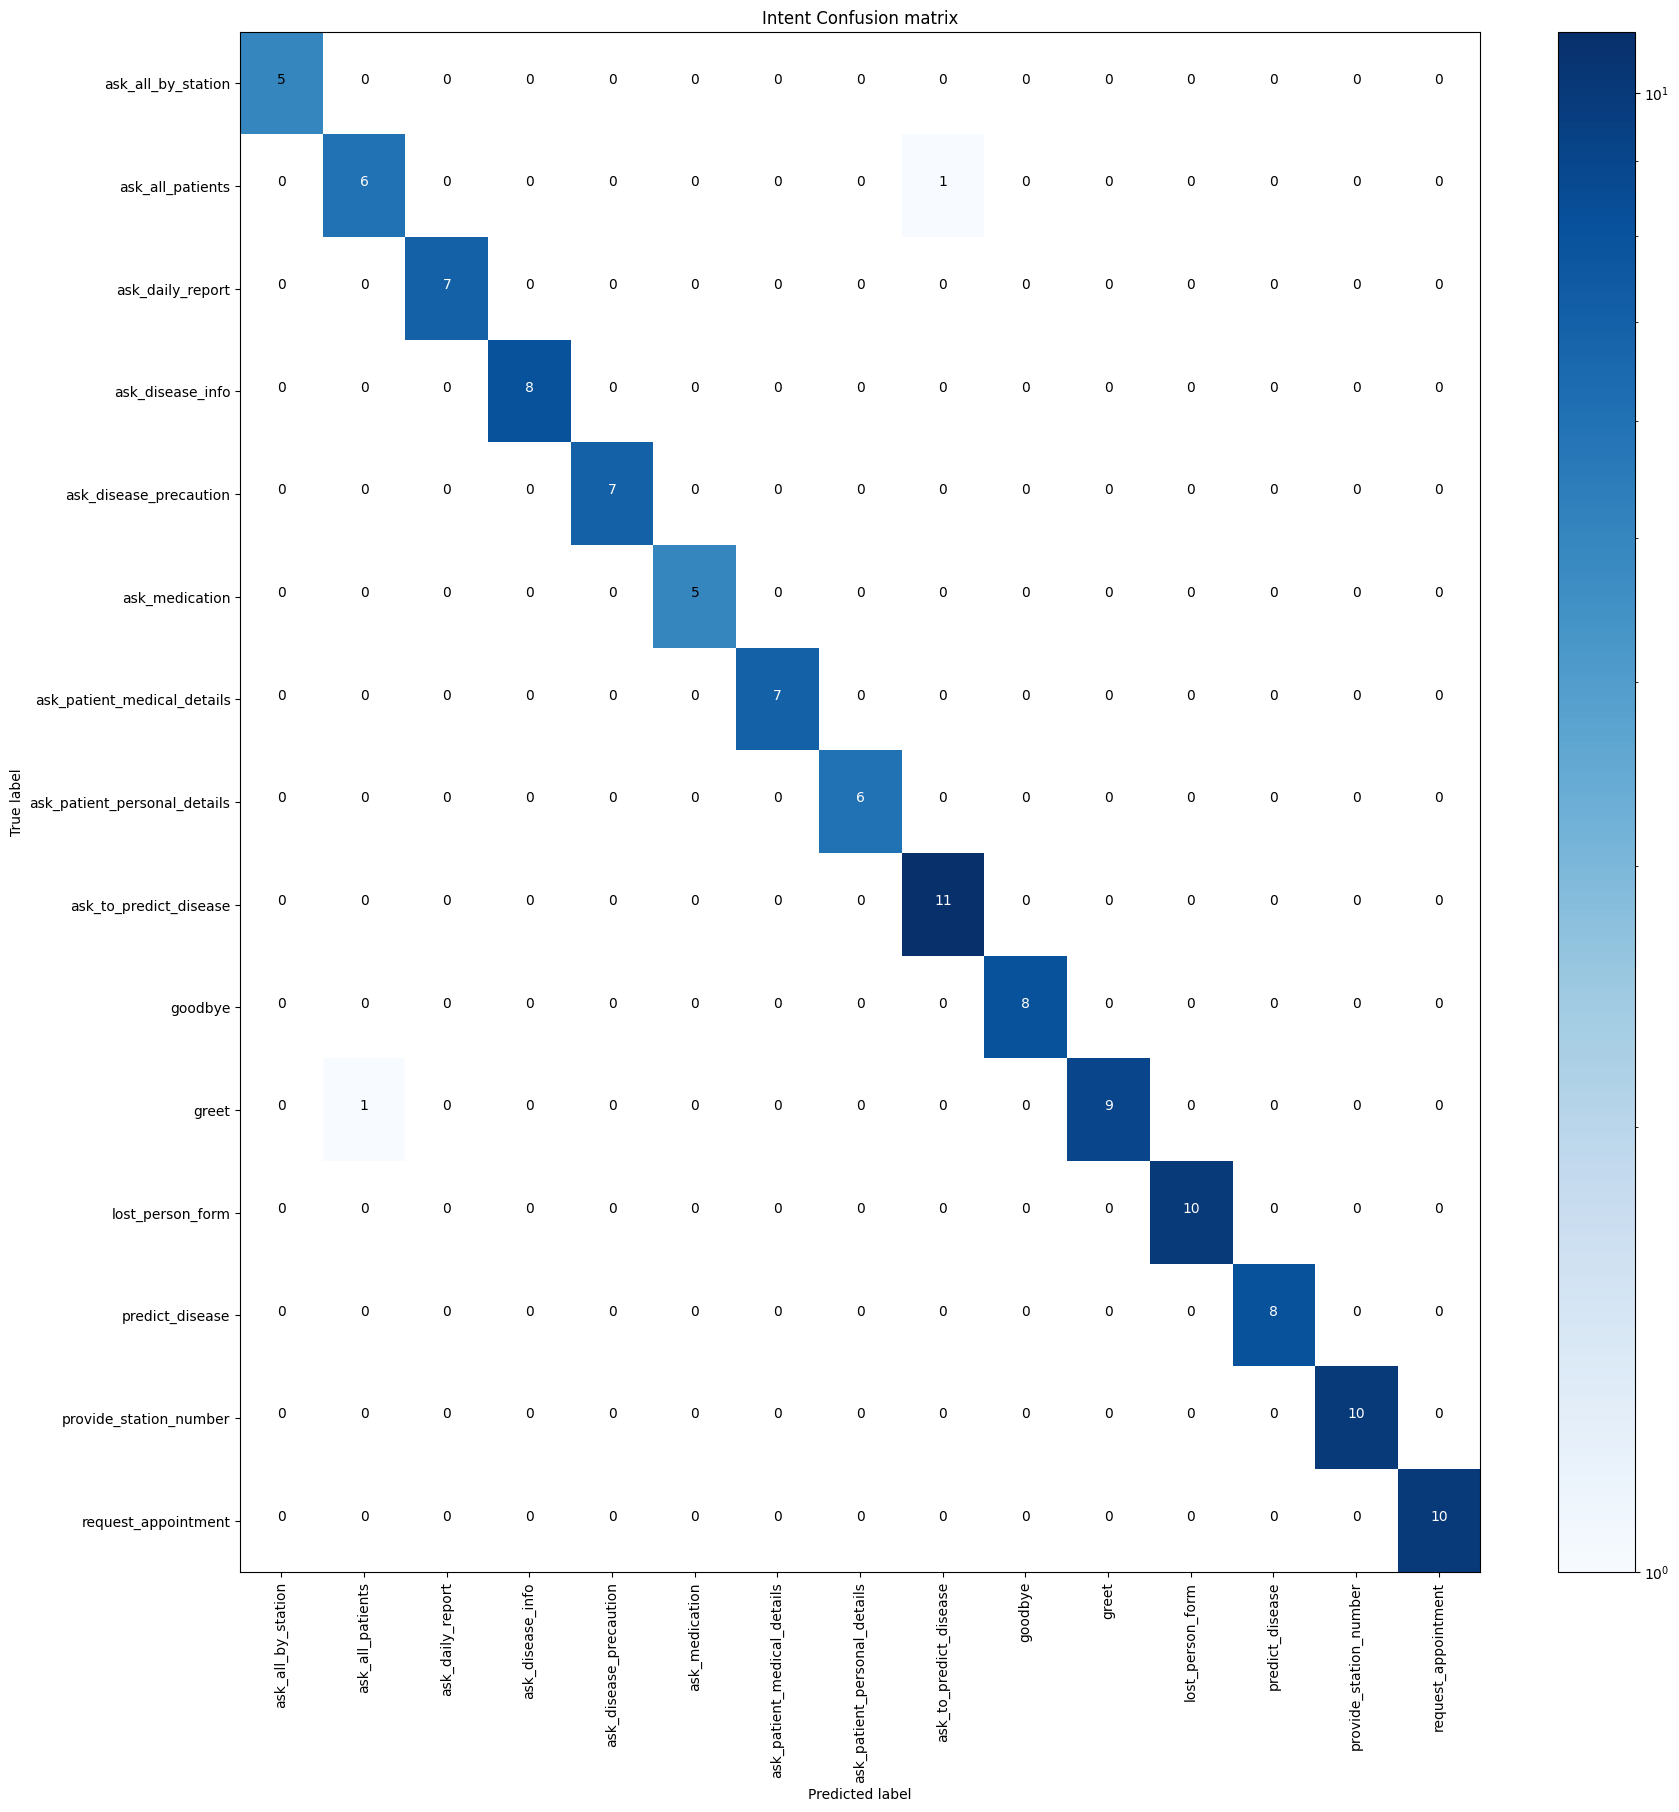 Intent Confusion matrix
ask_all_by_station 5 0 0 0 0 0 0 0 0 0 0 0 0 0 0
10¹
ask_all_patients 0 6 0 0 0 0 0 0 1 0 0 0 0 0 0
ask_daily_report 0 0 7 0 0 0 0 0 0 0 0 0 0 0 0
ask_disease_info 0 0 0 8 0 0 0 0 0 0 0 0 0 0 0
ask_disease_precaution 0 0 0 0 7 0 0 0 0 0 0 0 0 0 0
ask_medication 0 0 0 0 0 5 0 0 0 0 0 0 0 0 0
ask_patient_medical_details 0 0 0 0 0 0 7 0 0 0 0 0 0 0 0
True label
ask_patient_personal_details 0 0 0 0 0 0 0 6 0 0 0 0 0 0 0
ask_to_predict_disease 0 0 0 0 0 0 0 0 11 0 0 0 0 0 0
goodbye 0 0 0 0 0 0 0 0 0 8 0 0 0 0 0
greet 0 1 0 0 0 0 0 0 0 0 9 0 0 0 0
lost_person_form 0 0 0 0 0 0 0 0 0 0 0 10 0 0 0
predict_disease 0 0 0 0 0 0 0 0 0 0 0 0 8 0 0
provide_station_number 0 0 0 0 0 0 0 0 0 0 0 0 0 10 0
request_appointment 0 0 0 0 0 0 0 0 0 0 0 0 0 0 10
10⁰
ask_all_by_station
ask_all_patients
ask_daily_report
ask_disease_info
ask_disease_precaution
ask_medication
ask_patient_medical_details
ask_patient_personal_details
ask_to_predict_disease
goodbye
greet
lost_person_form
predict_disease
provide_station_number
request_appointment
Predicted label